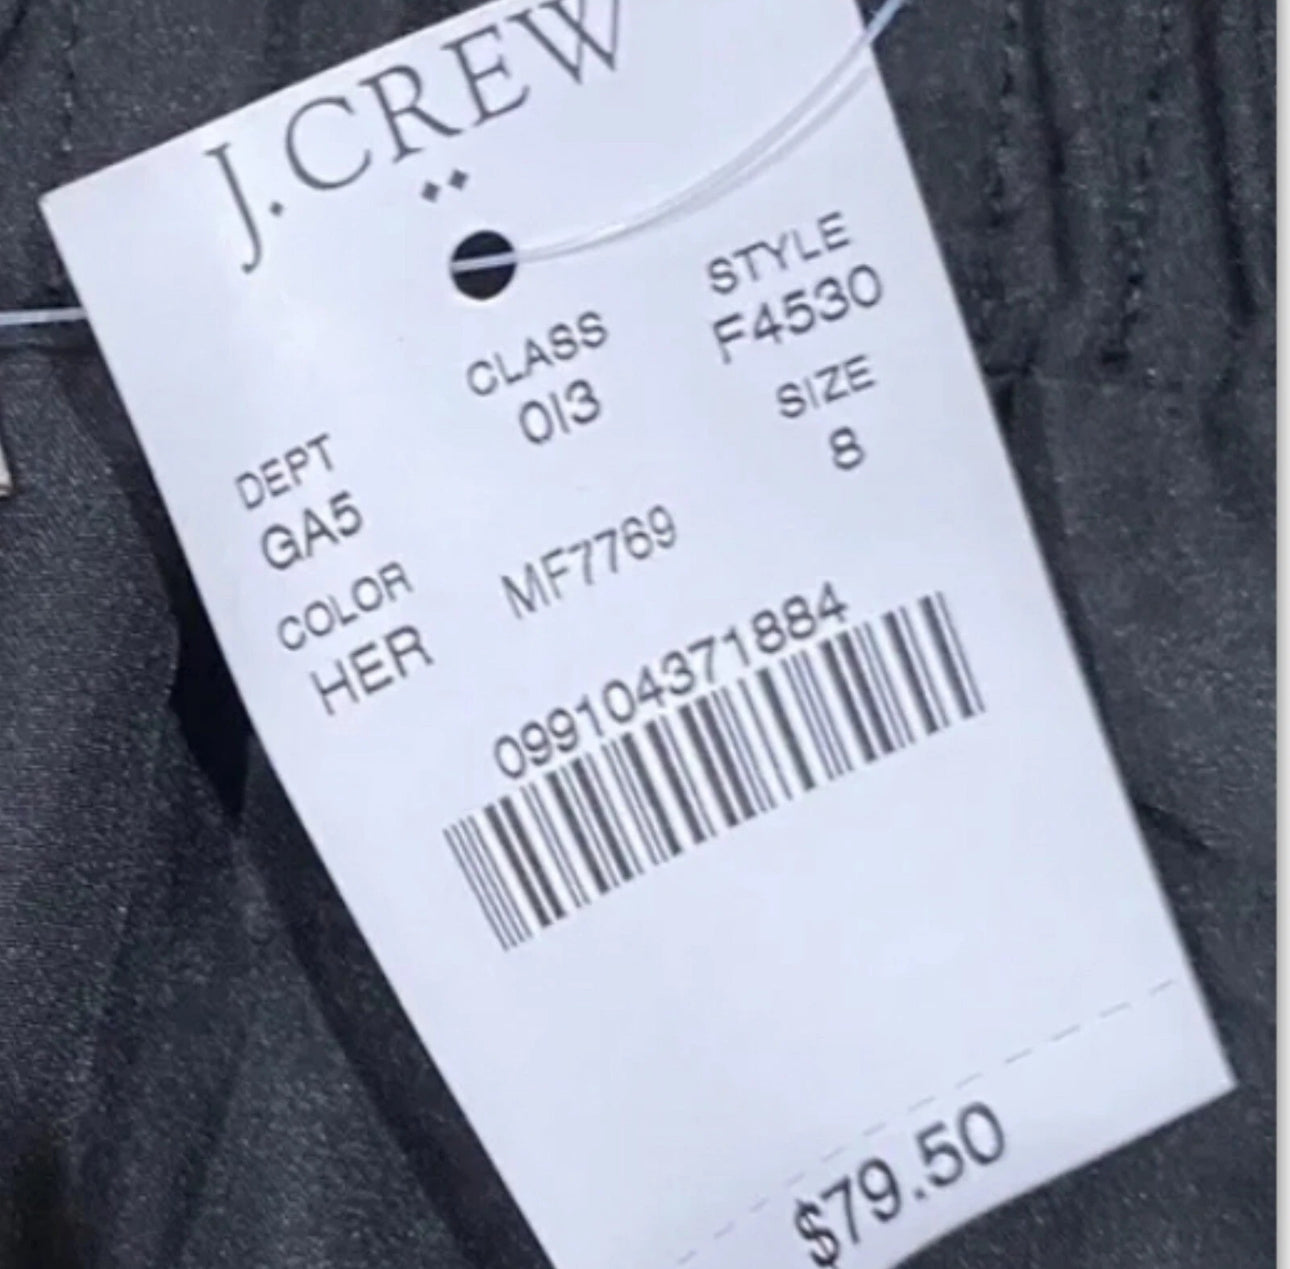 J.CREW
DEPT CLASS STYLE
GA5 013 F4530
COLOR SIZE
HER MF7769 8
099104371884
$79.50